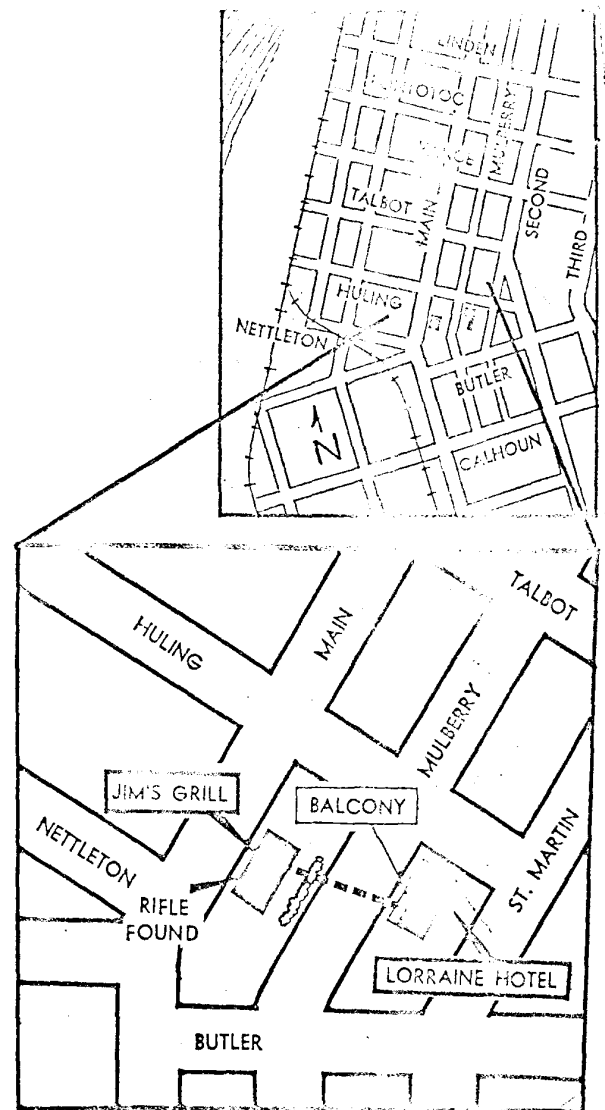 LINDEN
MULBERRY
TALBOT
MAIN
SECOND
THIRD
HULING
NETTLETON
BUTLER
N
CALHOUN
TALBOT
HULING
MAIN
MULBERRY
JIM'S GRILL
BALCONY
NETTLETON
ST. MARTIN
RIFLE
FOUND
LORRAINE HOTEL
BUTLER